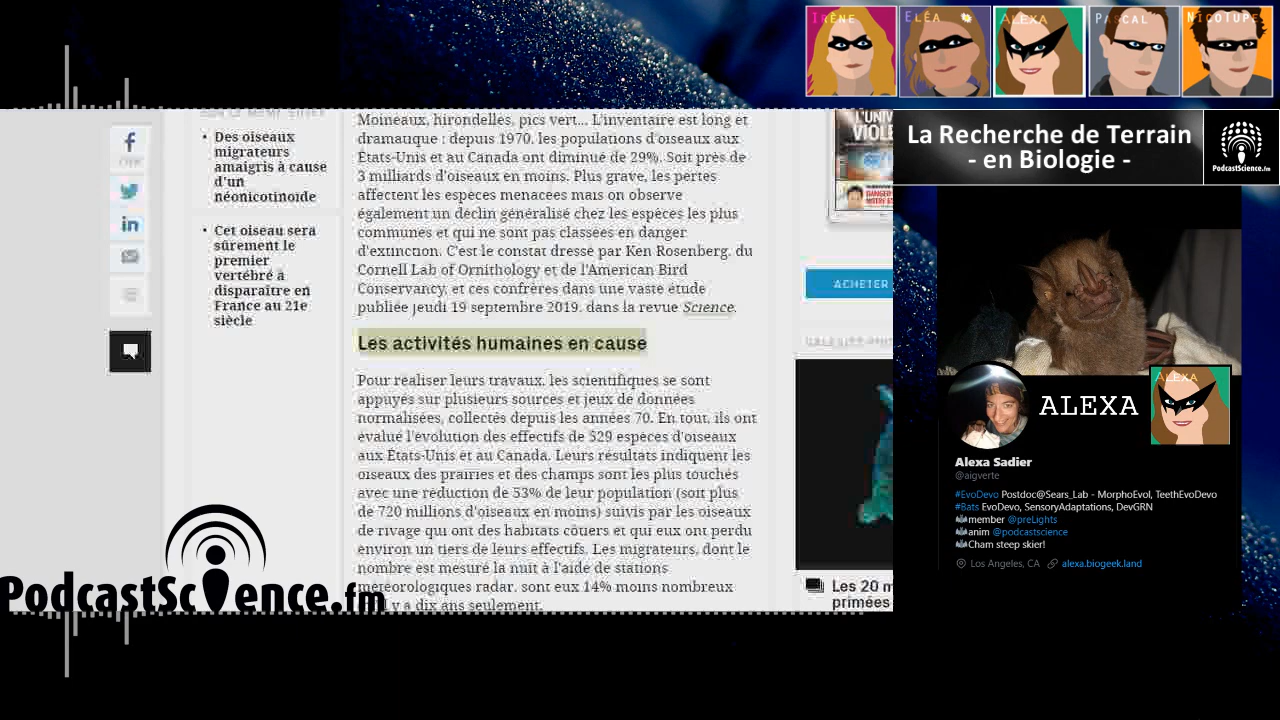 IRÈNE
ELÉA
ALEXA
PASCAL
NICOTUPE
La Recherche de Terrain
- en Biologie -
PodcastScience.fm
Des oiseaux
migrateurs
amaigris à cause
d'un
néonicotinoïde
Cet oiseau sera
sûrement le
premier
vertébré à
disparaître en
France au 21e
siècle
Moineaux, hirondelles, pics vert... L'inventaire est long et
dramatique : depuis 1970, les populations d'oiseaux aux
États-Unis et au Canada ont diminué de 29%. Soit près de
3 milliards d'oiseaux en moins. Plus grave, les pertes
affectent les espèces menacées mais on observe
également un déclin généralisé chez les espèces les plus
communes et qui ne sont pas classées en danger
d'extinction. C'est le constat dressé par Ken Rosenberg, du
Cornell Lab of Ornithology et de l'American Bird
Conservancy, et ces confrères dans une vaste étude
publiée jeudi 19 septembre 2019, dans la revue Science.
Les activités humaines en cause
Pour réaliser leurs travaux, les scientifiques se sont
appuyés sur plusieurs sources et jeux de données
normalisées, collectés depuis les années 70. En tout, ils ont
évalué l'évolution des effectifs de 529 espèces d'oiseaux
aux États-Unis et au Canada. Leurs résultats indiquent les
oiseaux des prairies et des champs sont les plus touchés
avec une réduction de 53% de leur population (soit plus
de 720 millions d'oiseaux en moins) suivis par les oiseaux
de rivage qui ont des habitats côtiers et qui eux ont perdu
environ un tiers de leurs effectifs. Les migrateurs, dont le
nombre est mesuré la nuit à l'aide de stations
météorologiques radar, sont eux 14% moins nombreux
y a dix ans seulement.
L'UNI
VIOLE
ACHETER
Les 20 m
primées
PodcastScience.fm
ALEXA
ALEXA
Alexa Sadier
@aigverte
#EvoDevo Postdoc@Sears_Lab - MorphoEvol, TeethEvoDevo
#Bats EvoDevo, SensoryAdaptations, DevGRN
member @preLights
anim @podcastscience
Cham steep skier!
Los Angeles, CA alexa.biogeek.land